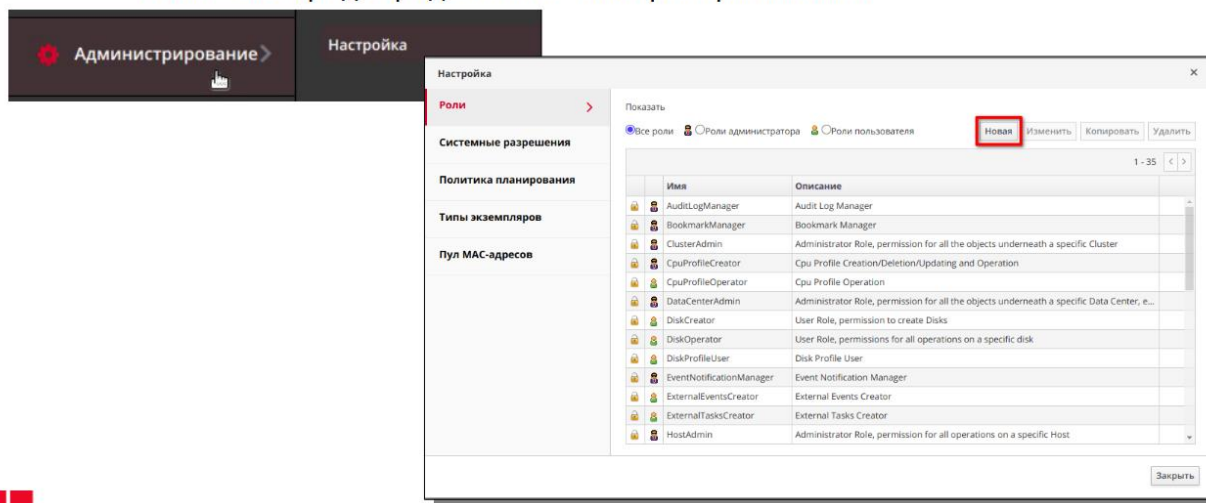 Администрирование
Настройка
Настройка
Роли
Системные разрешения
Политика планирования
Типы экземпляров
Пул MAC-адресов
Показать
Все роли Роли администратора Роли пользователя
Новая Изменить Копировать Удалить
1 - 35
Имя Описание
AuditLogManager Audit Log Manager
BookmarkManager Bookmark Manager
ClusterAdmin Administrator Role, permission for all the objects underneath a specific Cluster
CpuProfileCreator Cpu Profile Creation/Deletion/Updating and Operation
CpuProfileOperator Cpu Profile Operation
DataCenterAdmin Administrator Role, permission for all the objects underneath a specific Data Center, e...
DiskCreator User Role, permission to create Disks
DiskOperator User Role, permissions for all operations on a specific disk
DiskProfileUser Disk Profile User
EventNotificationManager Event Notification Manager
ExternalEventsCreator External Events Creator
ExternalTasksCreator External Tasks Creator
HostAdmin Administrator Role, permission for all operations on a specific Host
Закрыть